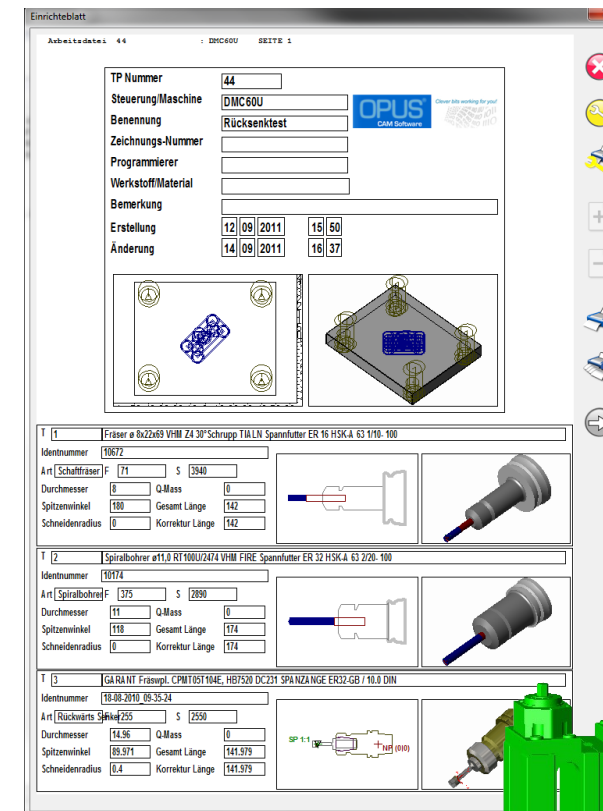 Einrichteblatt
Arbeitsdatei 44 : DMC60U SEITE 1
TP Nummer 44
Steuerung/Maschine DMC60U
OPUS
CAM Software
Clever bits working for you!
Benennung Rücksenktest
Zeichnungs-Nummer
Programmierer
Werkstoff/Material
Bemerkung
Erstellung 12 09 2011 15 50
Änderung 14 09 2011 16 37
T 1 Fräser ø 8x22x69 VHM Z4 30°Schrupp TIALN Spannfutter ER 16 HSK-A 63 1/10- 100
Identnummer 10672
Art Schaftfräser F 71 S 3940
Durchmesser 8 Q-Mass 0
Spitzenwinkel 180 Gesamt Länge 142
Schneidenradius 0 Korrektur Länge 142
T 2 Spiralbohrer ø11,0 RT100U/2474 VHM FIRE Spannfutter ER 32 HSK-A 63 2/20- 100
Identnummer 10174
Art Spiralbohrer F 375 S 2890
Durchmesser 11 Q-Mass 0
Spitzenwinkel 118 Gesamt Länge 174
Schneidenradius 0 Korrektur Länge 174
T 3 GARANT Fräswpl. CPMT05T104E, HB7520 DC231 SPANZANGE ER32-GB / 10.0 DIN
Identnummer 18-08-2010_09-35-24
Art Rückwärts 255 S 2550
Durchmesser 14.96 Q-Mass 0
Spitzenwinkel 89.971 Gesamt Länge 141.979
Schneidenradius 0.4 Korrektur Länge 141.979
SP 1:1
NP (0|0)